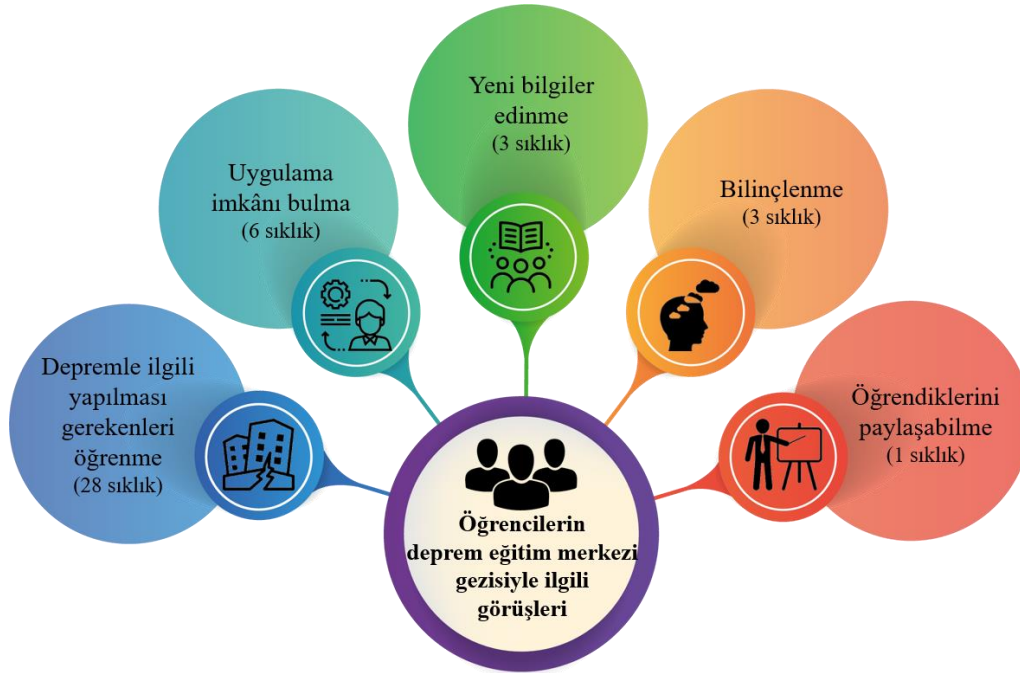 Yeni bilgiler
edinme
(3 sıklık)
Uygulama
imkânı bulma
(6 sıklık)
Bilinçlenme
(3 sıklık)
Depremle ilgili
yapılması
gerekenleri
öğrenme
(28 sıklık)
Öğrendiklerini
paylaşabilme
(1 sıklık)
Öğrencilerin
deprem eğitim merkezi
gezisiyle ilgili
görüşleri